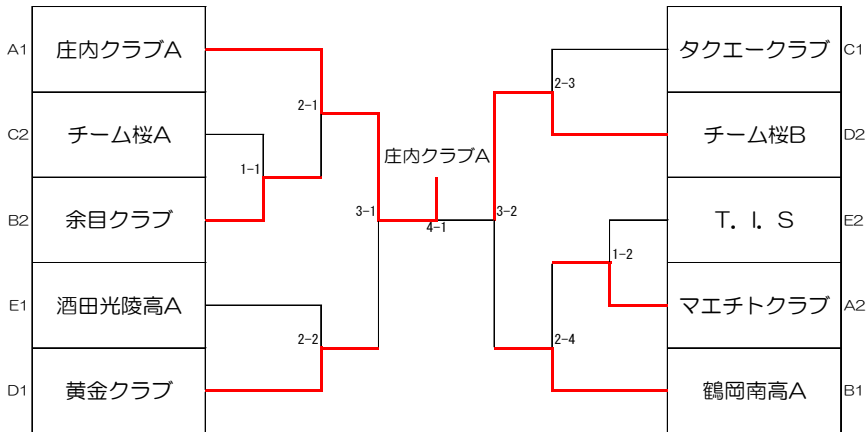 A1 庄内クラブA
C2 チーム桜A
B2 余目クラブ
E1 酒田光陵高A
D1 黄金クラブ
2-1
1-1
3-1
2-2
庄内クラブA
4-1
3-2
2-3
1-2
2-4
タクエークラブ C1
チーム桜B D2
T. I. S E2
マエチトクラブ A2
鶴岡南高A B1